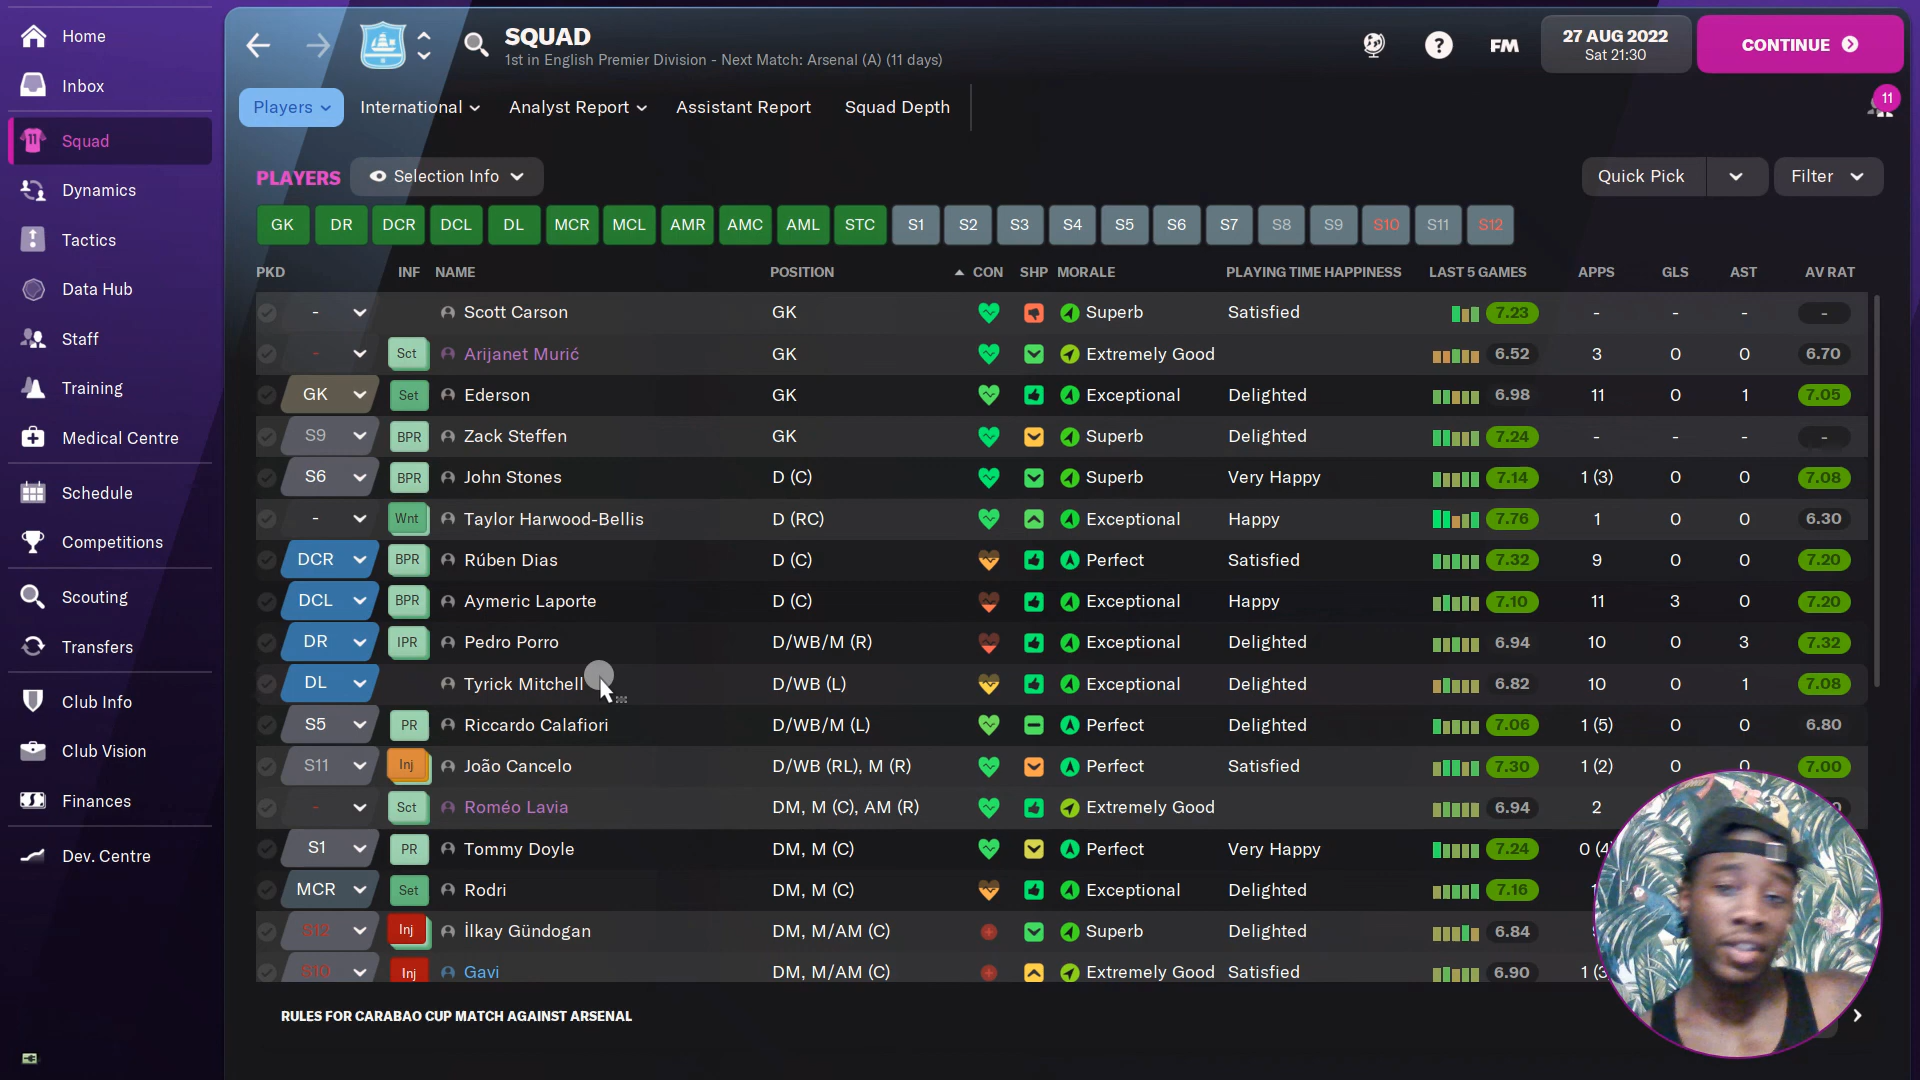 Home
Inbox
Squad
Dynamics
Tactics
Data Hub
Staff
Training
Medical Centre
Schedule
Competitions
Scouting
Transfers
Club Info
Club Vision
Finances
Dev. Centre
SQUAD
1st in English Premier Division - Next Match: Arsenal (A) (11 days)
? FM
27 AUG 2022
Sat 21:30
CONTINUE
Players International Analyst Report Assistant Report Squad Depth
11
PLAYERS Selection Info Quick Pick Filter
GK DR DCR DCL DL MCR MCL AMR AMC AML STC S1 S2 S3 S4 S5 S6 S7 S8 S9 S10 S11 S12
PKD INF NAME POSITION CON SHP MORALE PLAYING TIME HAPPINESS LAST 5 GAMES APPS GLS AST AV RAT
- Scott Carson GK Superb Satisfied 7.23 - - - -
- Sct Arijanet Murić GK Extremely Good 6.52 3 0 0 6.70
GK Set Ederson GK Exceptional Delighted 6.98 11 0 1 7.05
S9 BPR Zack Steffen GK Superb Delighted 7.24 - - - -
S6 BPR John Stones D (C) Superb Very Happy 7.14 1 (3) 0 0 7.08
- Wnt Taylor Harwood-Bellis D (RC) Exceptional Happy 7.76 1 0 0 6.30
DCR BPR Rúben Dias D (C) Perfect Satisfied 7.32 9 0 0 7.20
DCL BPR Aymeric Laporte D (C) Exceptional Happy 7.10 11 3 0 7.20
DR IPR Pedro Porro D/WB/M (R) Exceptional Delighted 6.94 10 0 3 7.32
DL Tyrick Mitchell D/WB (L) Exceptional Delighted 6.82 10 0 1 7.08
S5 PR Riccardo Calafiori D/WB/M (L) Perfect Delighted 7.06 1 (5) 0 0 6.80
S11 Inj João Cancelo D/WB (RL), M (R) Perfect Satisfied 7.30 1 (2) 0 0 7.00
- Sct Roméo Lavia DM, M (C), AM (R) Extremely Good 6.94 2
S1 PR Tommy Doyle DM, M (C) Perfect Very Happy 7.24 0 (4)
MCR Set Rodri DM, M (C) Exceptional Delighted 7.16
S12 Inj İlkay Gündogan DM, M/AM (C) Superb Delighted 6.84
S10 Inj Gavi DM, M/AM (C) Extremely Good Satisfied 6.90 1 (3
RULES FOR CARABAO CUP MATCH AGAINST ARSENAL